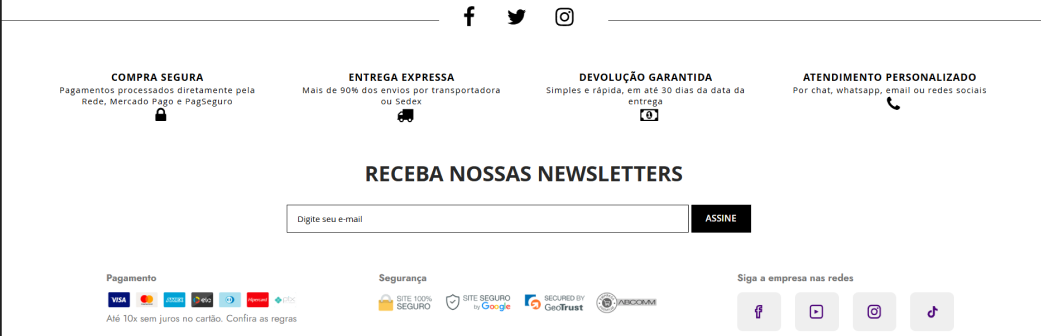 COMPRA SEGURA
Pagamentos processados diretamente pela
Rede, Mercado Pago e PagSeguro
ENTREGA EXPRESSA
Mais de 90% dos envios por transportadora
ou Sedex
DEVOLUÇÃO GARANTIDA
Simples e rápida, em até 30 dias da data da
entrega
ATENDIMENTO PERSONALIZADO
Por chat, whatsapp, email ou redes sociais
RECEBA NOSSAS NEWSLETTERS
Digite seu e-mail
ASSINE
Pagamento
VISA
elo
Hipercard
pix
Até 10x sem juros no cartão. Confira as regras
Segurança
SITE 100%
SEGURO
SITE SEGURO
by Google
SECURED BY
GeoTrust
ABCOMM
Siga a empresa nas redes